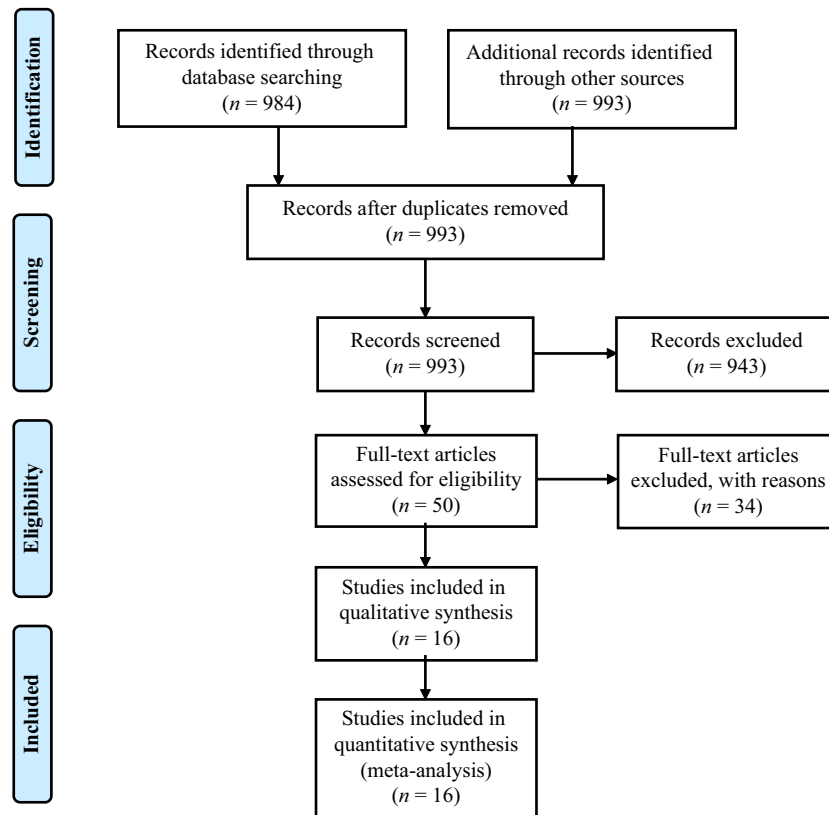 Identification
Records identified through
database searching
(n = 984)
Additional records identified
through other sources
(n = 993)
Records after duplicates removed
(n = 993)
Screening
Records screened
(n = 993)
Records excluded
(n = 943)
Eligibility
Full-text articles
assessed for eligibility
(n = 50)
Full-text articles
excluded, with reasons
(n = 34)
Studies included in
qualitative synthesis
(n = 16)
Included
Studies included in
quantitative synthesis
(meta-analysis)
(n = 16)